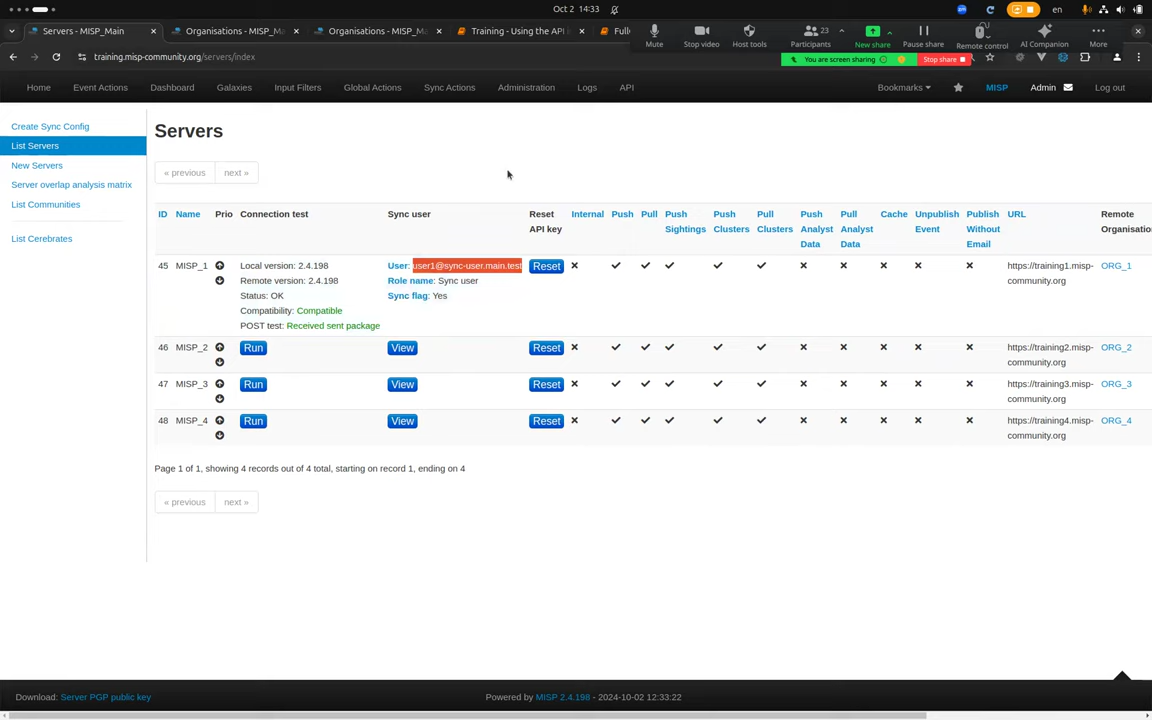 Oct 2 14:33
en
Servers - MISP_Main
Organisations - MISP_Ma
Organisations - MISP_Ma
Training - Using the API
Full
Mute
Stop video
Host tools
Participants
23
New share
Pause share
Remote control
AI Companion
More
training.misp-community.org/servers/index
You are screen sharing
Stop share
Home
Event Actions
Dashboard
Galaxies
Input Filters
Global Actions
Sync Actions
Administration
Logs
API
Bookmarks
MISP
Admin
Log out
Create Sync Config
List Servers
New Servers
Server overlap analysis matrix
List Communities
List Cerebrates
Servers
« previous
next »
ID Name Prio Connection test Sync user Reset API key Internal Push Pull Push Sightings Push Clusters Pull Clusters Push Analyst Data Pull Analyst Data Cache Unpublish Event Publish Without Email URL Remote Organisatio
45 MISP_1
Local version: 2.4.198
Remote version: 2.4.198
Status: OK
Compatibility: Compatible
POST test: Received sent package
User: user1@sync-user.main.test
Role name: Sync user
Sync flag: Yes
Reset
https://training1.misp-
community.org
ORG_1
46 MISP_2 Run View Reset https://training2.misp-
community.org
ORG_2
47 MISP_3 Run View Reset https://training3.misp-
community.org
ORG_3
48 MISP_4 Run View Reset https://training4.misp-
community.org
ORG_4
Page 1 of 1, showing 4 records out of 4 total, starting on record 1, ending on 4
« previous
next »
Download: Server PGP public key
Powered by MISP 2.4.198 - 2024-10-02 12:33:22